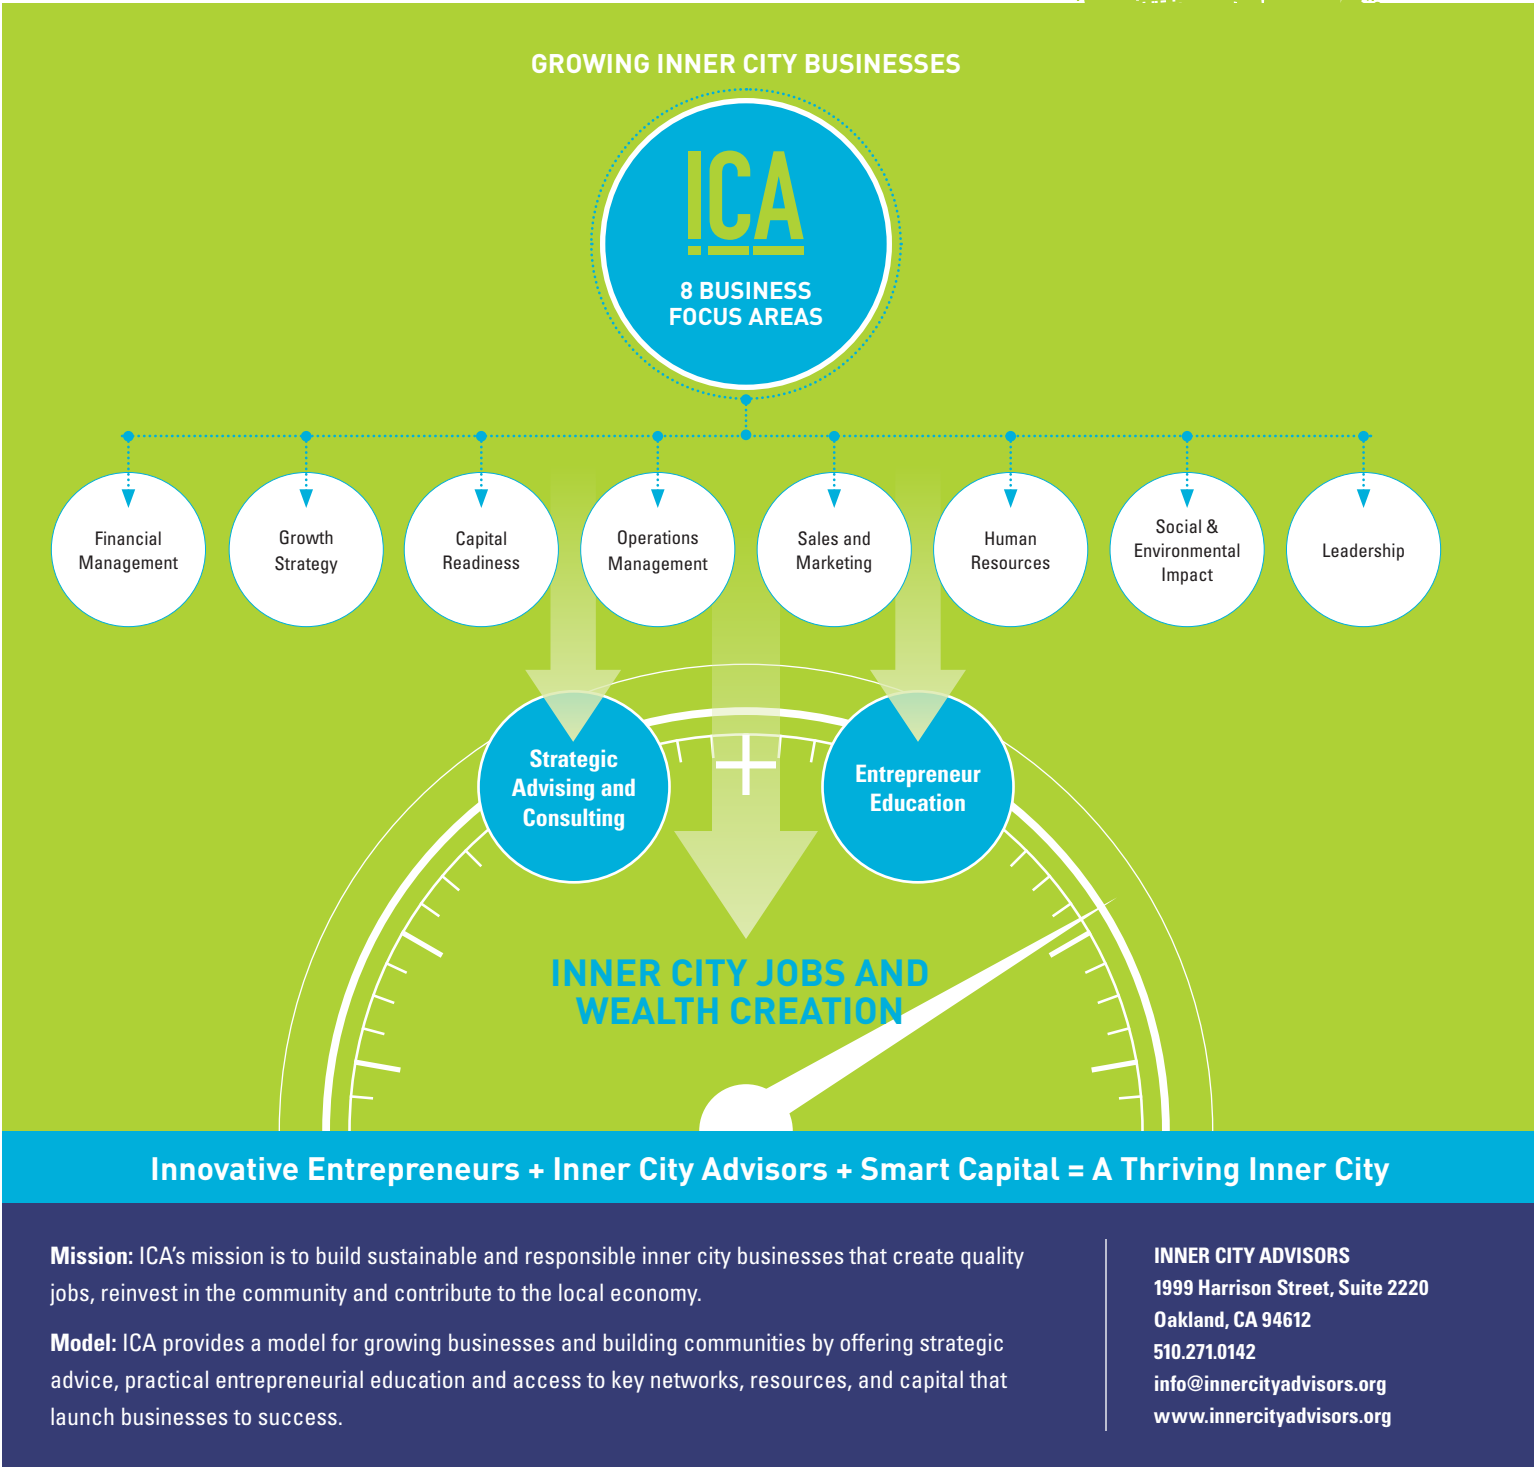 GROWING INNER CITY BUSINESSES
ICA
8 BUSINESS
FOCUS AREAS
Financial
Management
Growth
Strategy
Capital
Readiness
Operations
Management
Sales and
Marketing
Human
Resources
Social &
Environmental
Impact
Leadership
Strategic
Advising and
Consulting
Entrepreneur
Education
INNER CITY JOBS AND
WEALTH CREATION
Innovative Entrepreneurs + Inner City Advisors + Smart Capital = A Thriving Inner City
Mission: ICA’s mission is to build sustainable and responsible inner city businesses that create quality
jobs, reinvest in the community and contribute to the local economy.
Model: ICA provides a model for growing businesses and building communities by offering strategic
advice, practical entrepreneurial education and access to key networks, resources, and capital that
launch businesses to success.
INNER CITY ADVISORS
1999 Harrison Street, Suite 2220
Oakland, CA 94612
510.271.0142
info@innercityadvisors.org
www.innercityadvisors.org